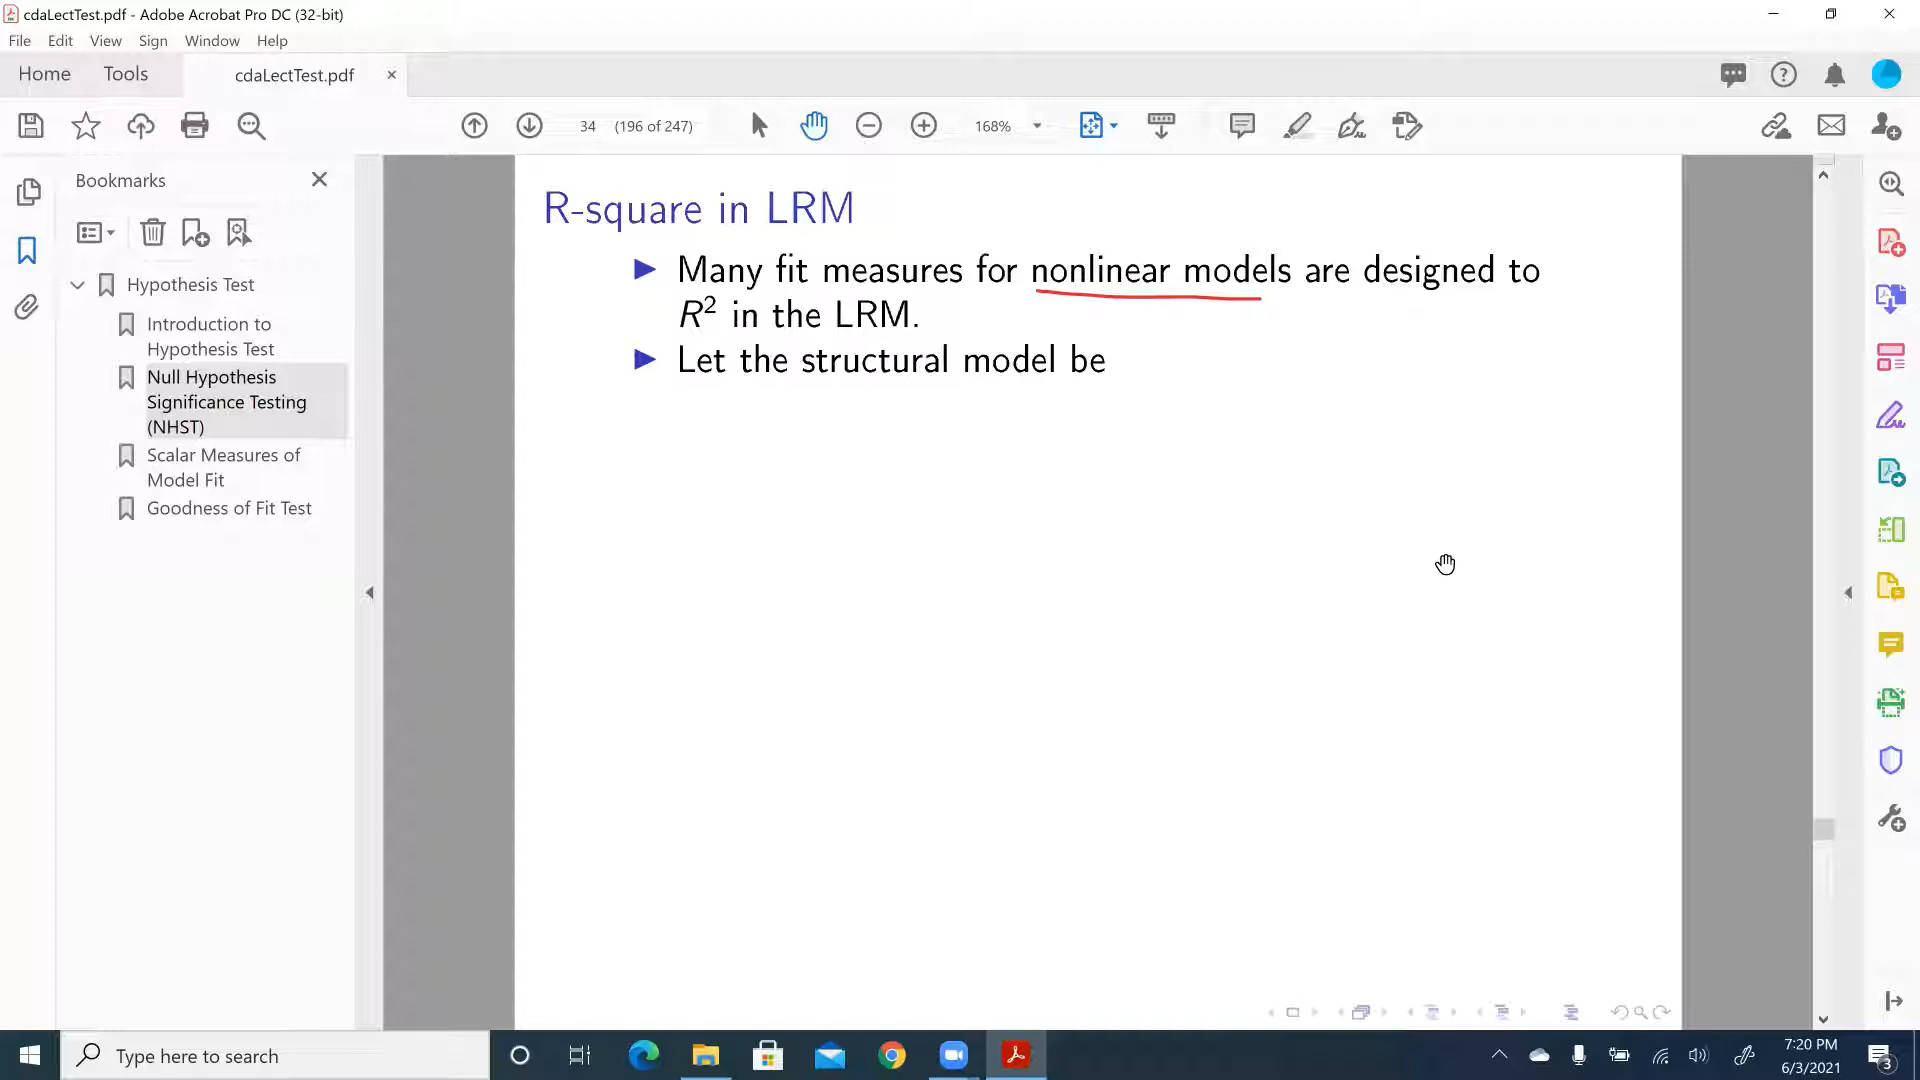 cdaLectTest.pdf - Adobe Acrobat Pro DC (32-bit)
File Edit View Sign Window Help
Home Tools cdaLectTest.pdf
34 (196 of 247) 168%
Bookmarks
Hypothesis Test
Introduction to
Hypothesis Test
Null Hypothesis
Significance Testing
(NHST)
Scalar Measures of
Model Fit
Goodness of Fit Test
R-square in LRM
Many fit measures for nonlinear models are designed to
R² in the LRM.
Let the structural model be
Type here to search
7:20 PM
6/3/2021
3